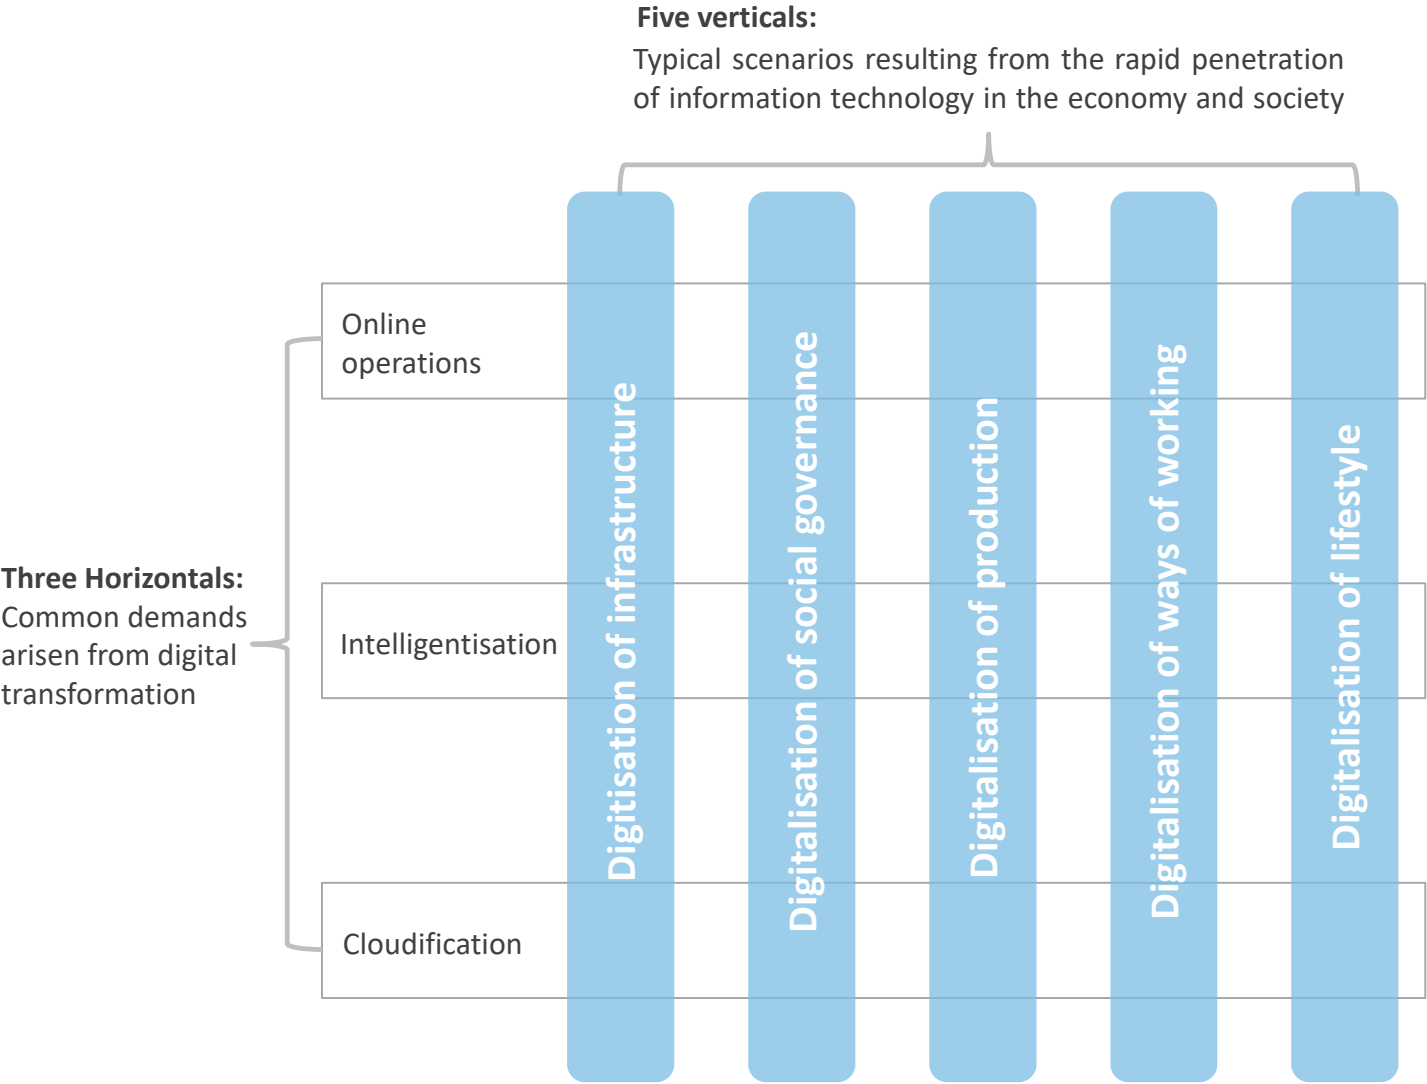 Five verticals:
Typical scenarios resulting from the rapid penetration
of information technology in the economy and society
Online
operations
Three Horizontals:
Common demands
arisen from digital
transformation
Intelligentisation
Cloudification
Digitisation of infrastructure
Digitalisation of social governance
Digitalisation of production
Digitalisation of ways of working
Digitalisation of lifestyle